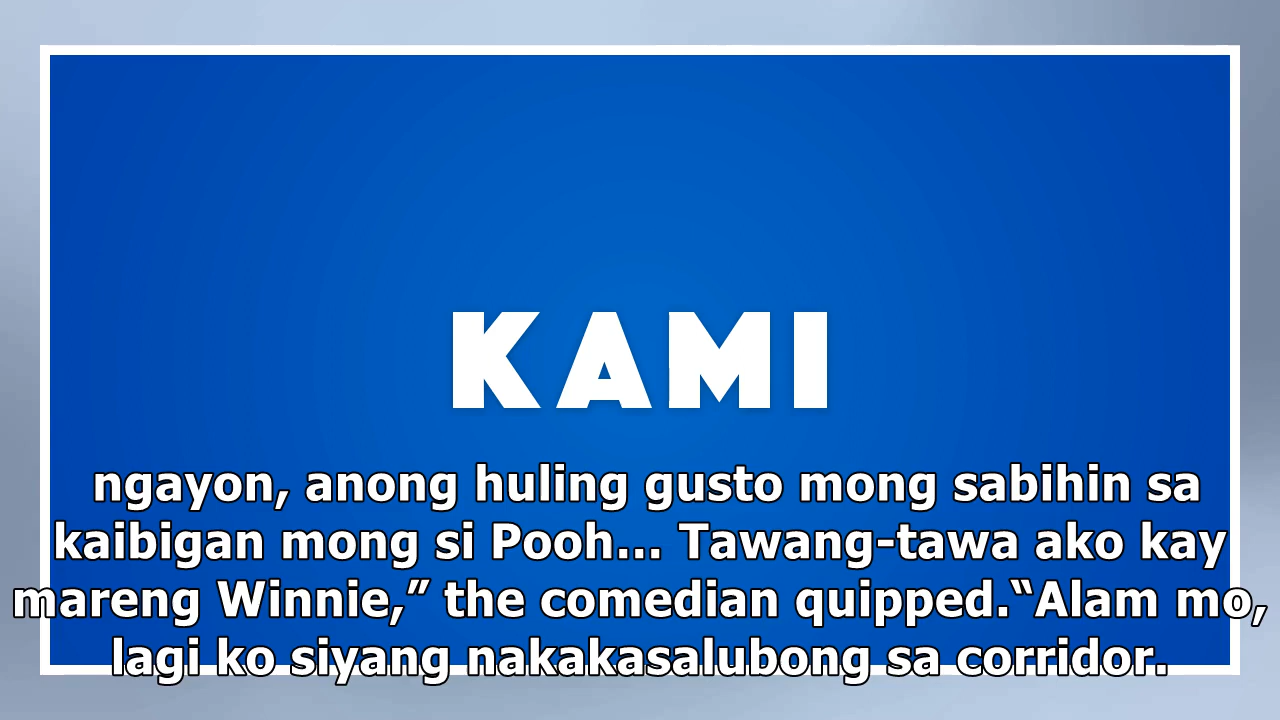 KAMI
ngayon, anong huling gusto mong sabihin sa
kaibigan mong si Pooh... Tawang-tawa ako kay
mareng Winnie,” the comedian quipped.“Alam mo,
lagi ko siyang nakakasalubong sa corridor.